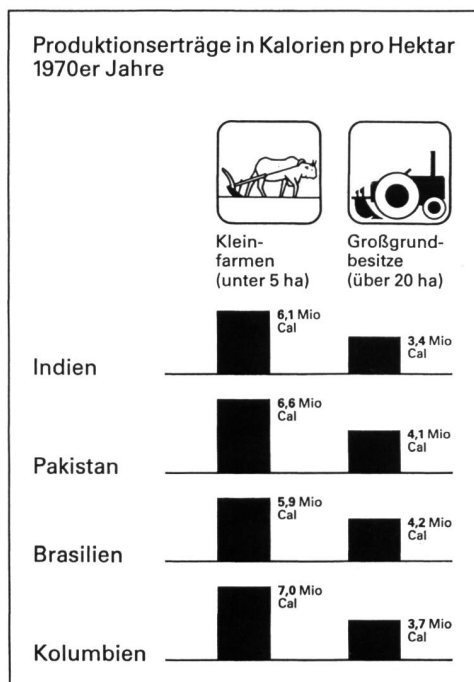 Produktionserträge in Kalorien pro Hektar
1970er Jahre
Klein-
farmen
(unter 5 ha)
Großgrund-
besitze
(über 20 ha)
Indien
6,1 Mio
Cal
3,4 Mio
Cal
Pakistan
6,6 Mio
Cal
4,1 Mio
Cal
Brasilien
5,9 Mio
Cal
4,2 Mio
Cal
Kolumbien
7,0 Mio
Cal
3,7 Mio
Cal